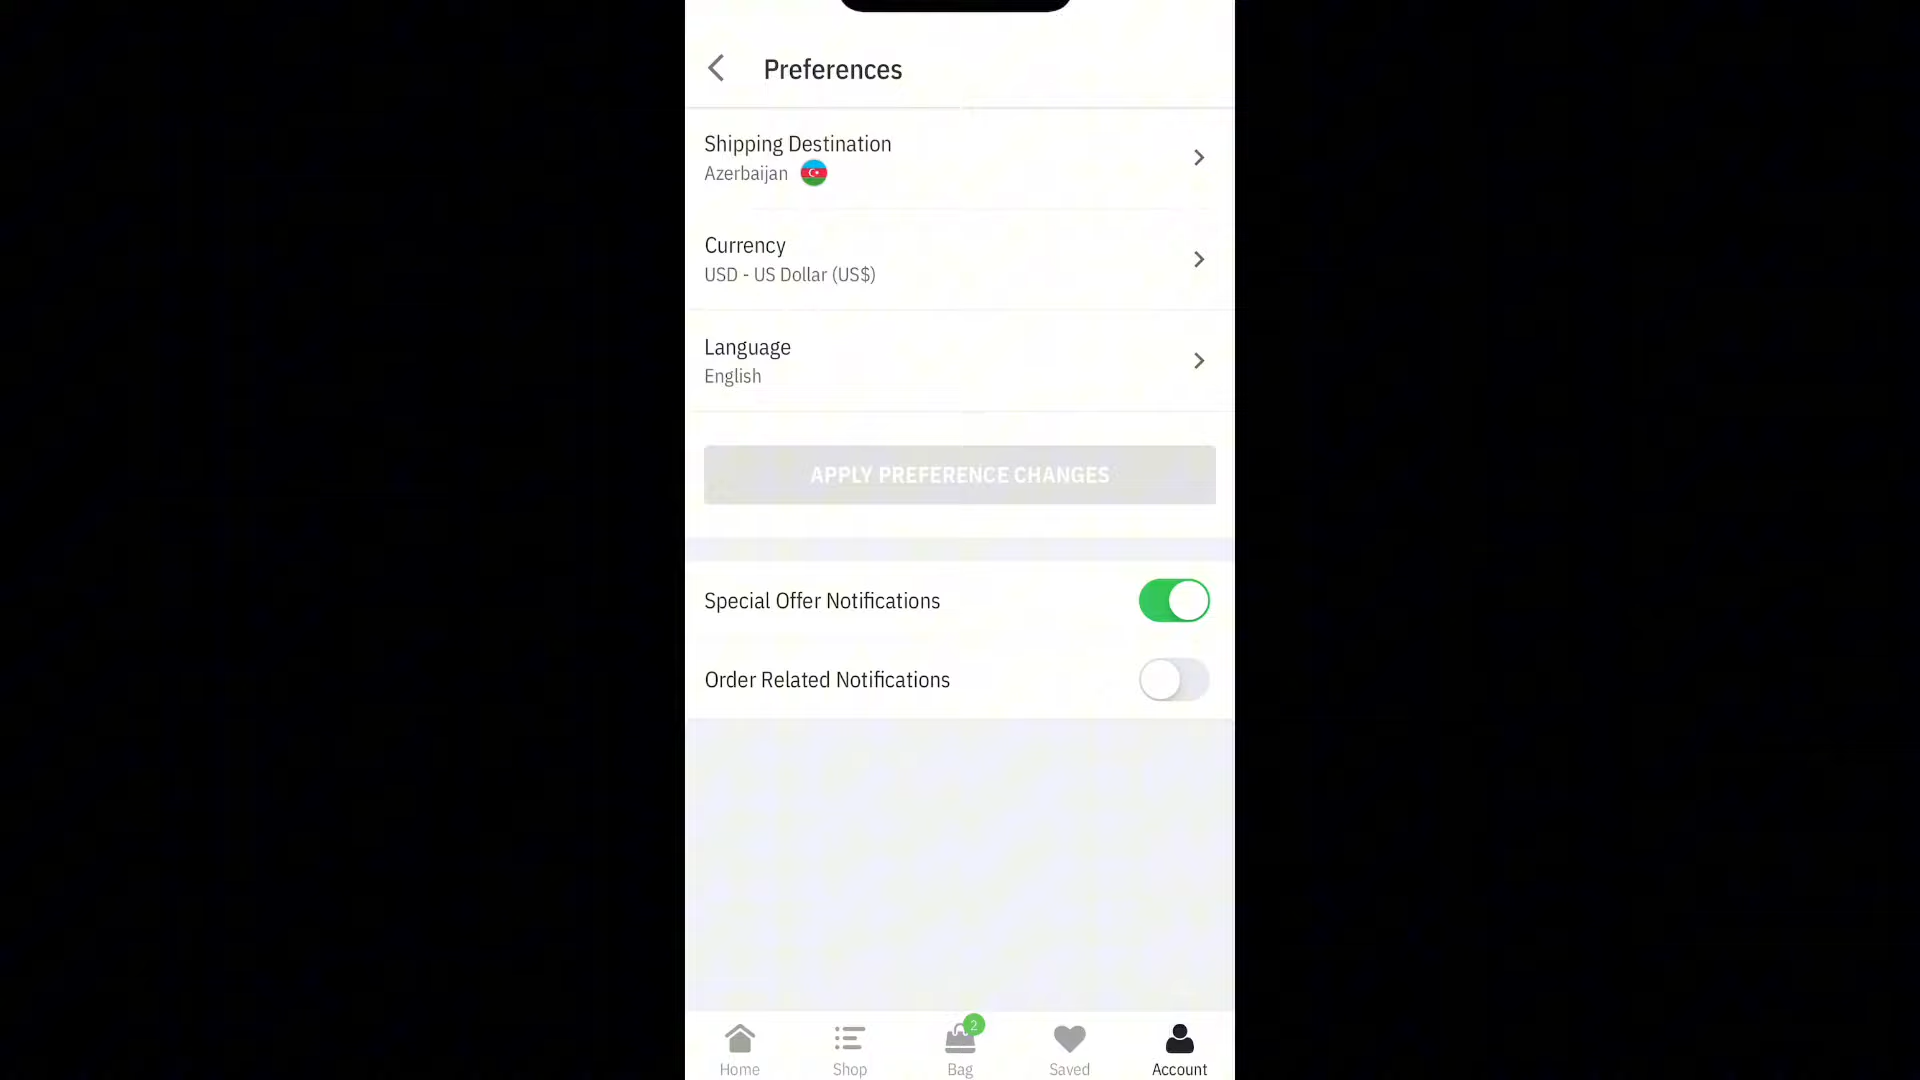 Preferences
Shipping Destination
Azerbaijan
Currency
USD - US Dollar (US$)
Language
English
APPLY PREFERENCE CHANGES
Special Offer Notifications
Order Related Notifications
2
Home
Shop
Bag
Saved
Account